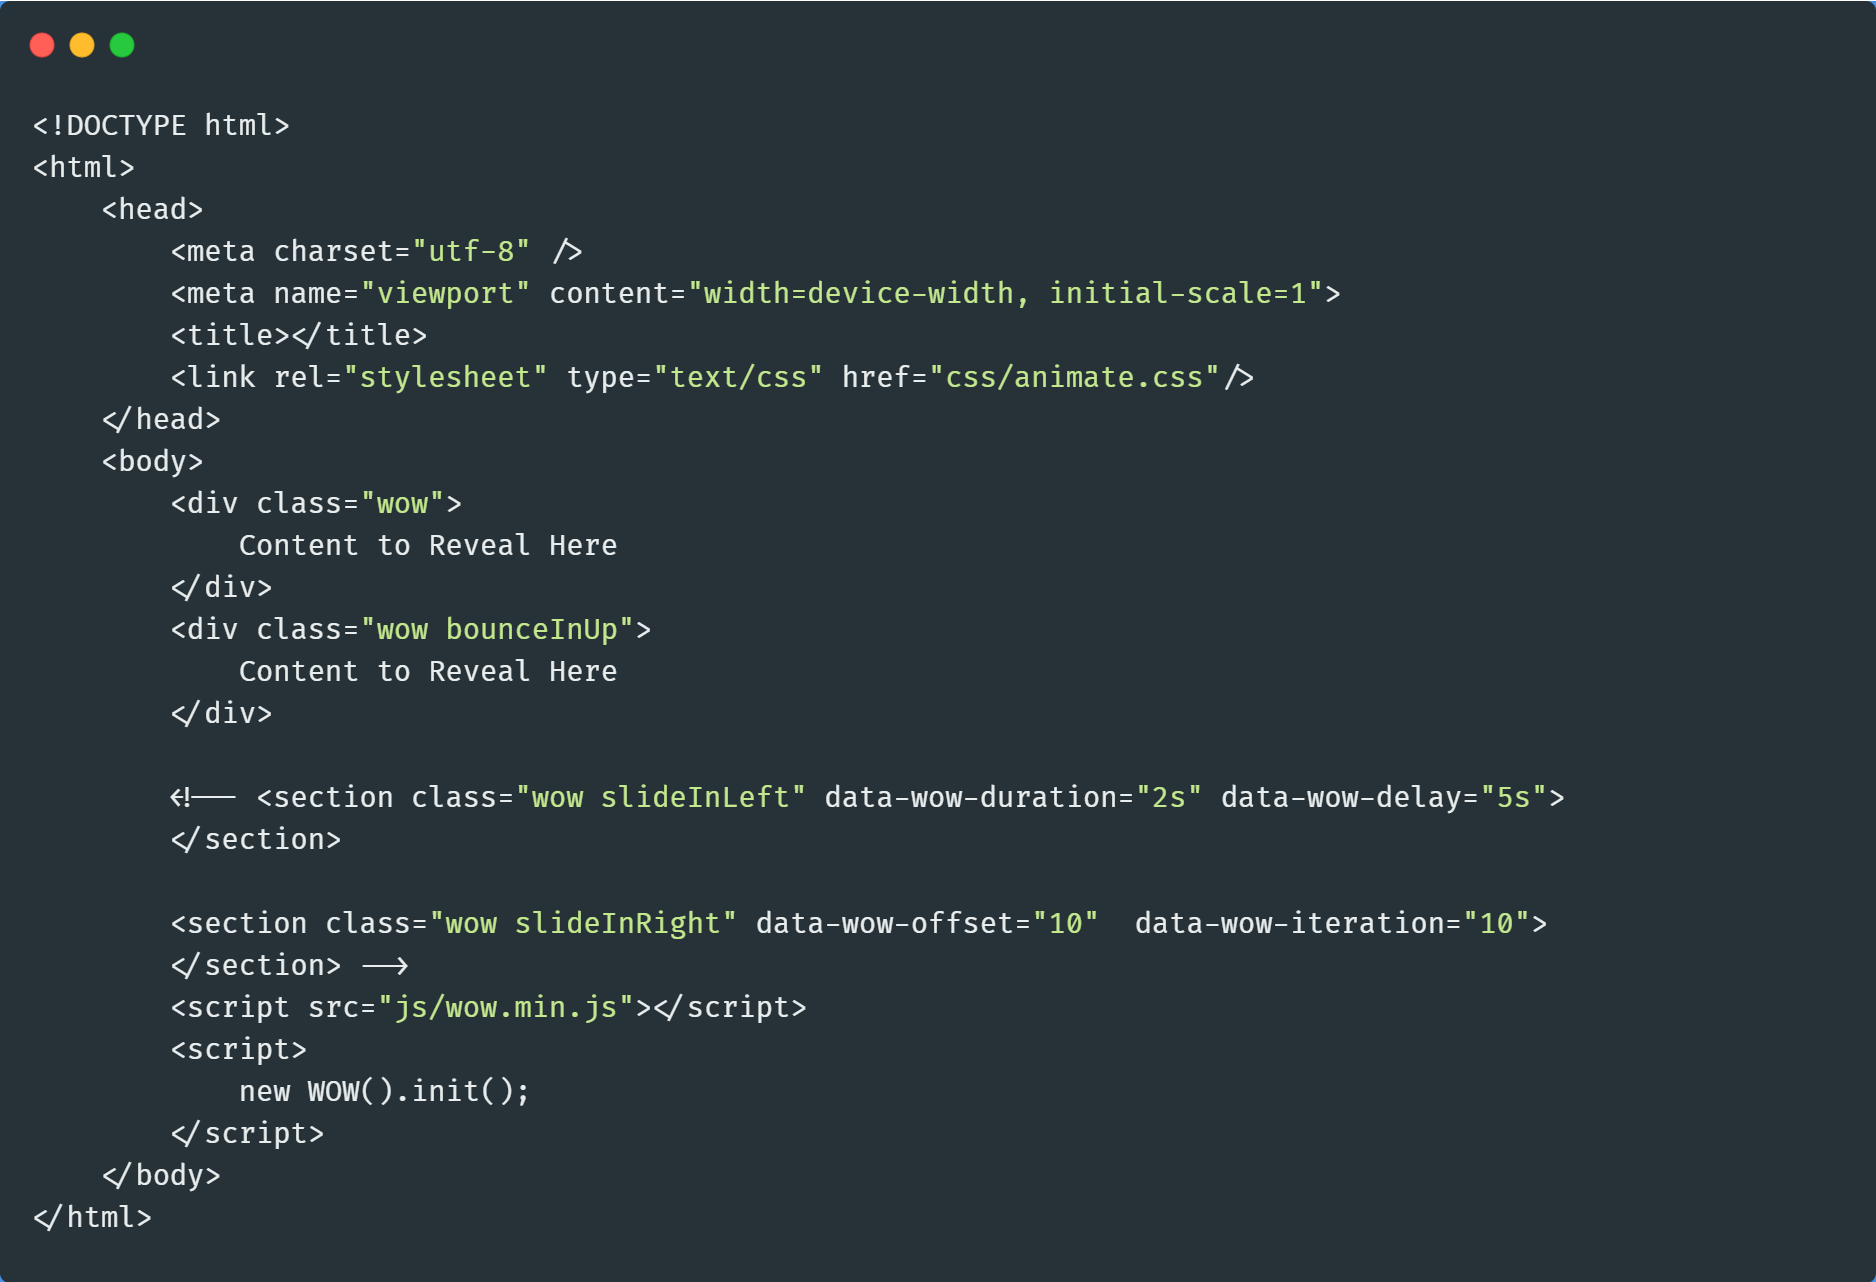 <!DOCTYPE html>
<html>
    <head>
        <meta charset="utf-8" />
        <meta name="viewport" content="width=device-width, initial-scale=1">
        <title></title>
        <link rel="stylesheet" type="text/css" href="css/animate.css"/>
    </head>
    <body>
        <div class="wow">
            Content to Reveal Here
        </div>
        <div class="wow bounceInUp">
            Content to Reveal Here
        </div>

        <!-- <section class="wow slideInLeft" data-wow-duration="2s" data-wow-delay="5s">
        </section>

        <section class="wow slideInRight" data-wow-offset="10"  data-wow-iteration="10">
        </section> -->
        <script src="js/wow.min.js"></script>
        <script>
            new WOW().init();
        </script>
    </body>
</html>